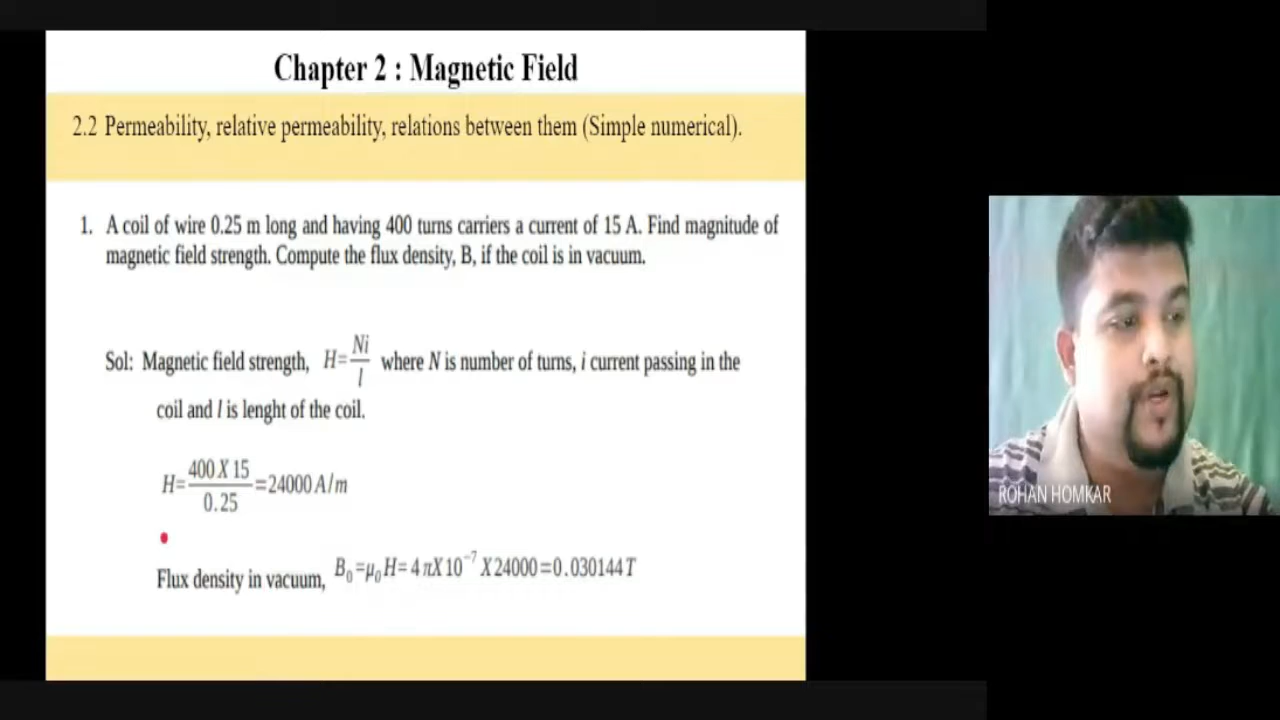 Chapter 2 : Magnetic Field
2.2 Permeability, relative permeability, relations between them (Simple numerical).
1. A coil of wire 0.25 m long and having 400 turns carriers a current of 15 A. Find magnitude of
magnetic field strength. Compute the flux density, B, if the coil is in vacuum.
Sol: Magnetic field strength, H=Ni/l where N is number of turns, i current passing in the
coil and l is lenght of the coil.
H=400 X 15/0.25=24000 A/m
Flux density in vacuum, B₀=μ₀H=4πX10⁻⁷X24000=0.030144T
ROHAN HOMKAR